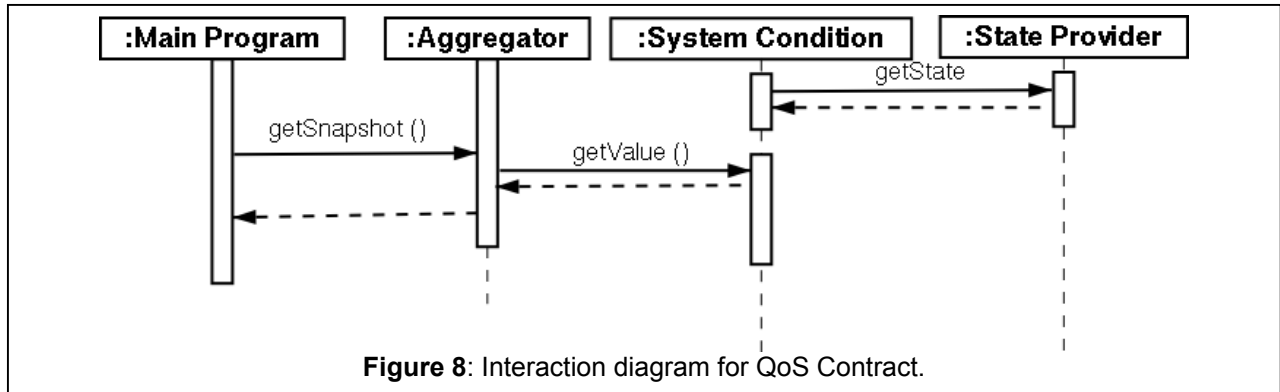 :Main Program :Aggregator :System Condition :State Provider
getState
getSnapshot ()
getValue ()
Figure 8: Interaction diagram for QoS Contract.